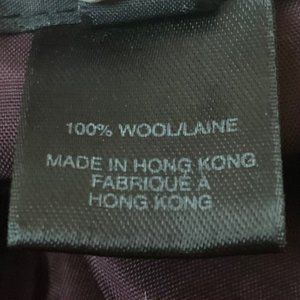 100% WOOL/LAINE
MADE IN HONG KONG
FABRIQUÉ À
HONG KONG